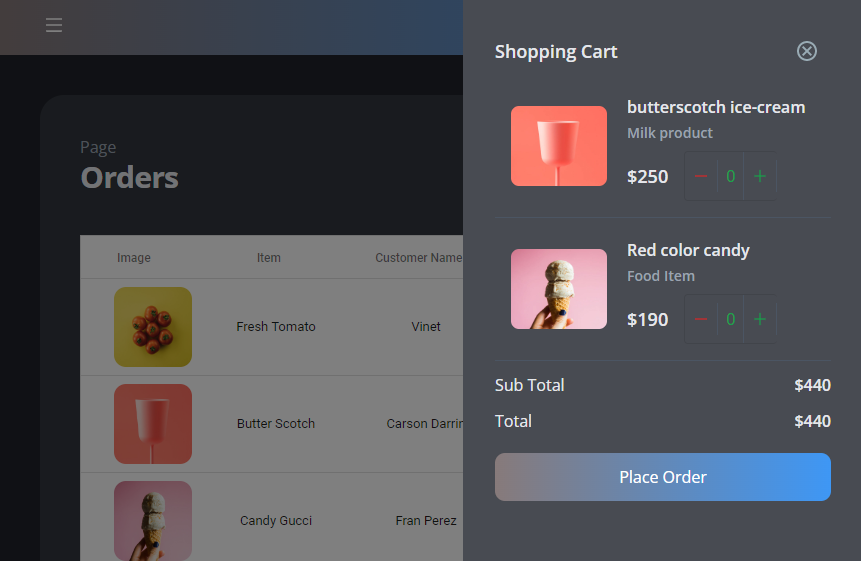 Shopping Cart
butterscotch ice-cream
Milk product
$250 − 0 +
Red color candy
Food Item
$190 − 0 +
Sub Total $440
Total $440
Place Order
Page
Orders
Image Item Customer Name
Fresh Tomato Vinet
Butter Scotch Carson Darrin
Candy Gucci Fran Perez